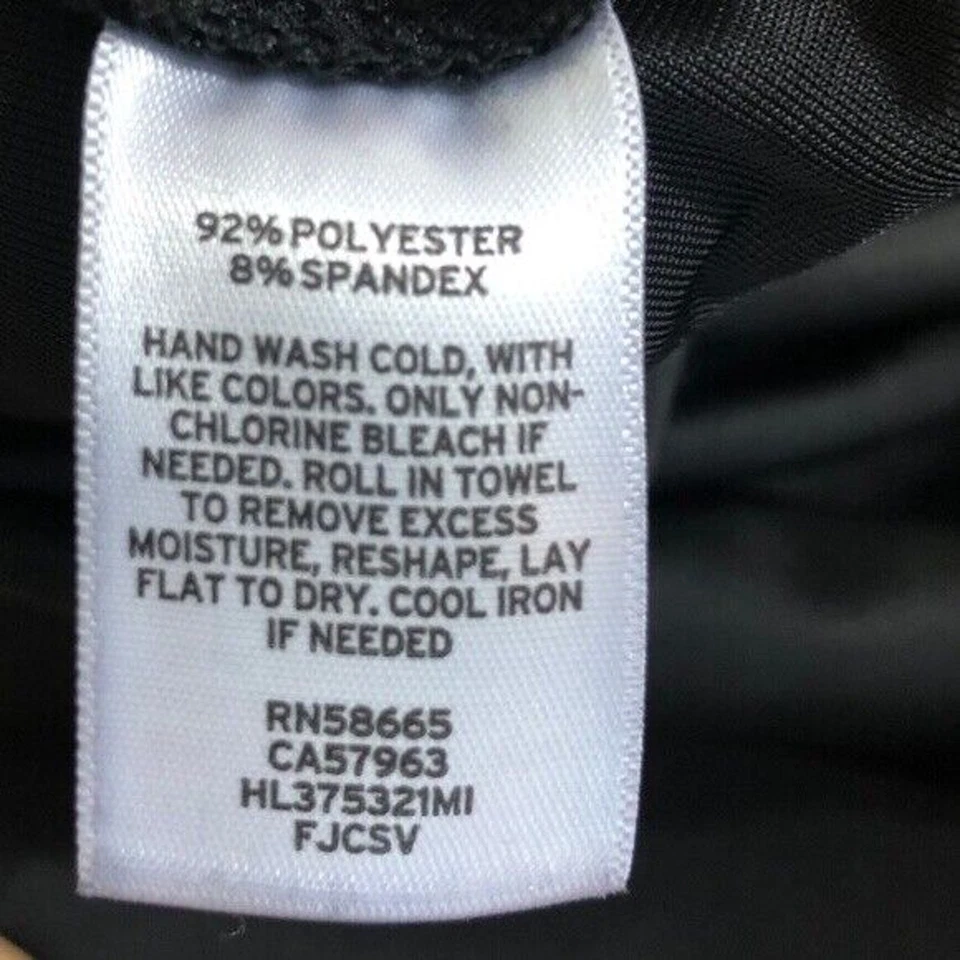 92% POLYESTER
8% SPANDEX
HAND WASH COLD, WITH
LIKE COLORS. ONLY NON-
CHLORINE BLEACH IF
NEEDED. ROLL IN TOWEL
TO REMOVE EXCESS
MOISTURE, RESHAPE, LAY
FLAT TO DRY. COOL IRON
IF NEEDED
RN58665
CA57963
HL375321MI
FJCSV